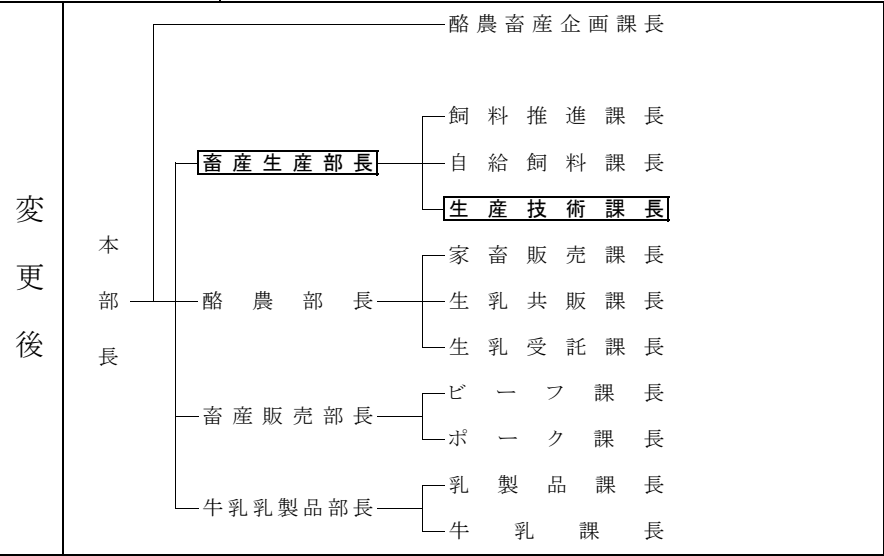 変更後
本部長
酪農畜産企画課長
畜産生産部長
飼料推進課長
自給飼料課長
生産技術課長
酪農部長
家畜販売課長
生乳共販課長
生乳受託課長
畜産販売部長
ビーフ課長
ポーク課長
牛乳乳製品部長
乳製品課長
牛乳課長